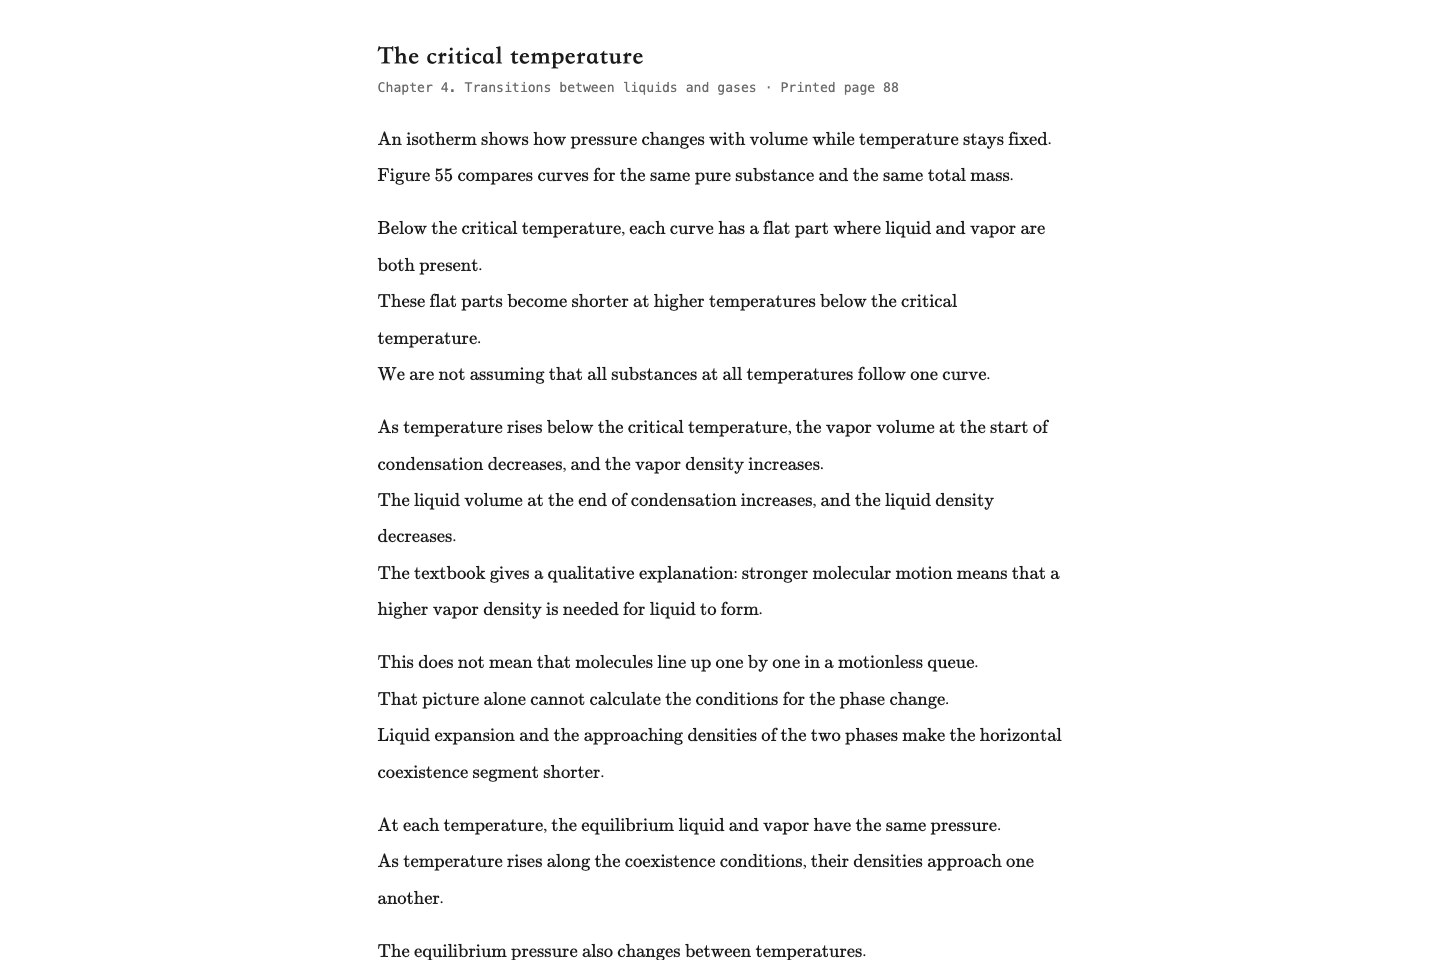 The critical temperature
Chapter 4. Transitions between liquids and gases · Printed page 88
An isotherm shows how pressure changes with volume while temperature stays fixed.
Figure 55 compares curves for the same pure substance and the same total mass.
Below the critical temperature, each curve has a flat part where liquid and vapor are
both present.
These flat parts become shorter at higher temperatures below the critical
temperature.
We are not assuming that all substances at all temperatures follow one curve.
As temperature rises below the critical temperature, the vapor volume at the start of
condensation decreases, and the vapor density increases.
The liquid volume at the end of condensation increases, and the liquid density
decreases.
The textbook gives a qualitative explanation: stronger molecular motion means that a
higher vapor density is needed for liquid to form.
This does not mean that molecules line up one by one in a motionless queue.
That picture alone cannot calculate the conditions for the phase change.
Liquid expansion and the approaching densities of the two phases make the horizontal
coexistence segment shorter.
At each temperature, the equilibrium liquid and vapor have the same pressure.
As temperature rises along the coexistence conditions, their densities approach one
another.
The equilibrium pressure also changes between temperatures.